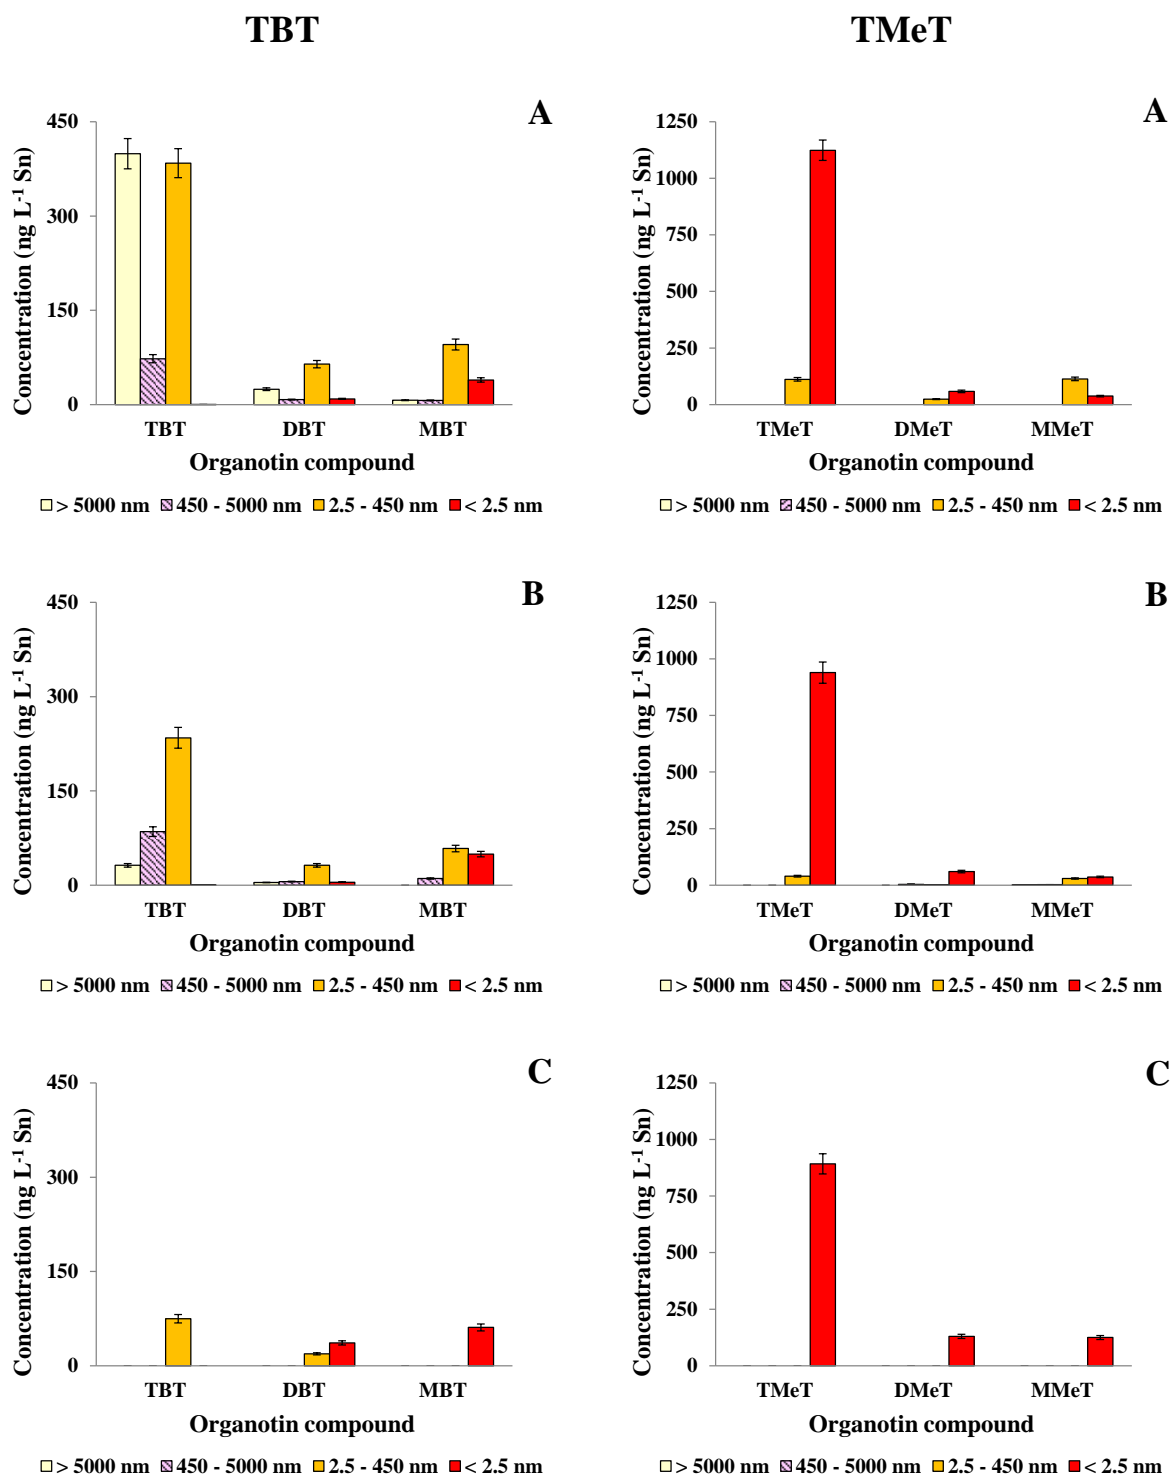 TBT
TMeT
A
450
300
150
0
Concentration (ng L⁻¹ Sn)
TBT DBT MBT
Organotin compound
> 5000 nm 450 - 5000 nm 2.5 - 450 nm < 2.5 nm
A
1250
1000
750
500
250
0
Concentration (ng L⁻¹ Sn)
TMeT DMeT MMeT
Organotin compound
> 5000 nm 450 - 5000 nm 2.5 - 450 nm < 2.5 nm
B
450
300
150
0
Concentration (ng L⁻¹ Sn)
TBT DBT MBT
Organotin compound
> 5000 nm 450 - 5000 nm 2.5 - 450 nm < 2.5 nm
B
1250
1000
750
500
250
0
Concentration (ng L⁻¹ Sn)
TMeT DMeT MMeT
Organotin compound
> 5000 nm 450 - 5000 nm 2.5 - 450 nm < 2.5 nm
C
450
300
150
0
Concentration (ng L⁻¹ Sn)
TBT DBT MBT
Organotin compound
> 5000 nm 450 - 5000 nm 2.5 - 450 nm < 2.5 nm
C
1250
1000
750
500
250
0
Concentration (ng L⁻¹ Sn)
TMeT DMeT MMeT
Organotin compound
> 5000 nm 450 - 5000 nm 2.5 - 450 nm < 2.5 nm